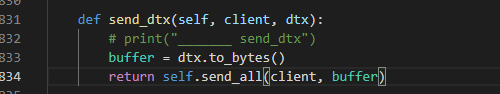 831 def send_dtx(self, client, dtx):
832 # print("_______ send_dtx")
833 buffer = dtx.to_bytes()
834 return self.send_all(client, buffer)